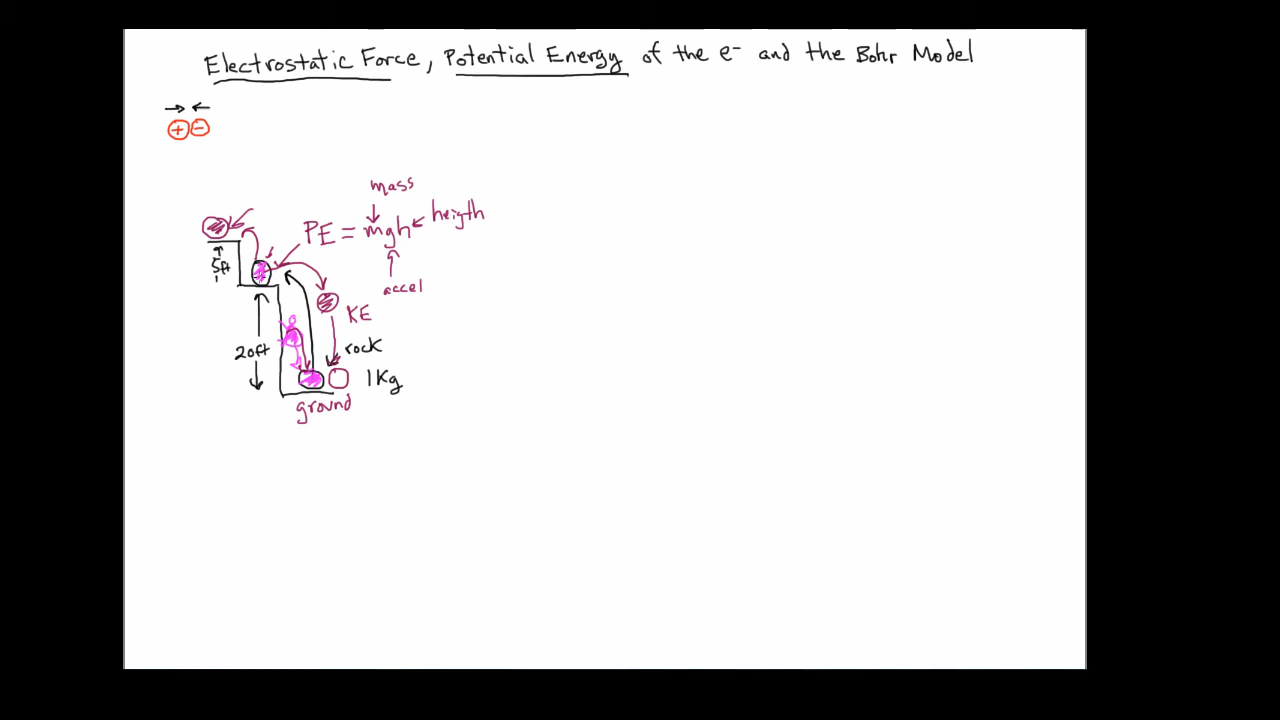 Electrostatic Force, Potential Energy of the e⁻ and the Bohr Model
+ −
mass
PE = mgh
heigth
accel
5ft
KE
20ft
rock
1Kg
ground